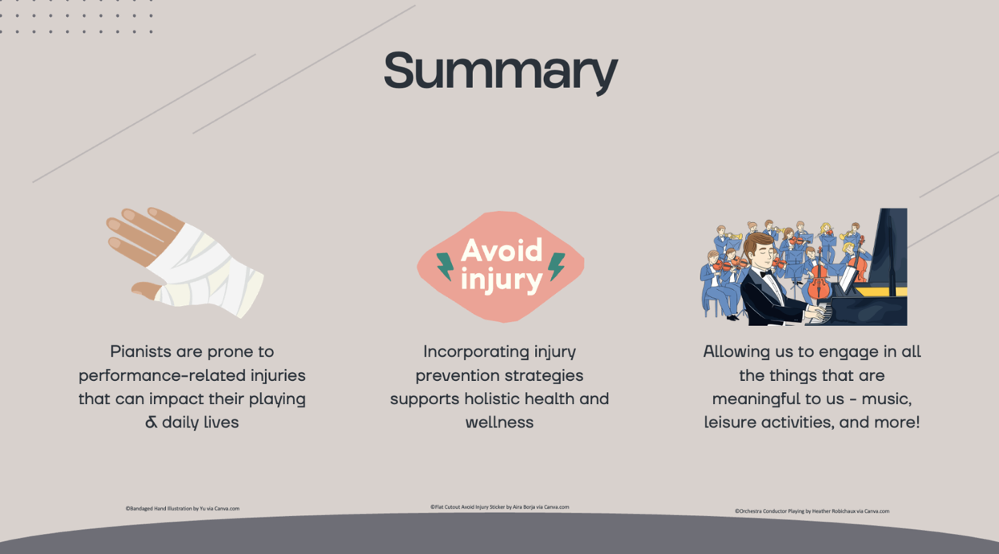 Summary
Avoid
injury
Pianists are prone to
performance-related injuries
that can impact their playing
& daily lives
Incorporating injury
prevention strategies
supports holistic health and
wellness
Allowing us to engage in all
the things that are
meaningful to us - music,
leisure activities, and more!
©Bandaged Hand Illustration by Yu via Canva.com
©Flat Cutout Avoid Injury Sticker by Aira Borja via Canva.com
©Orchestra Conductor Playing by Heather Robichaux via Canva.com